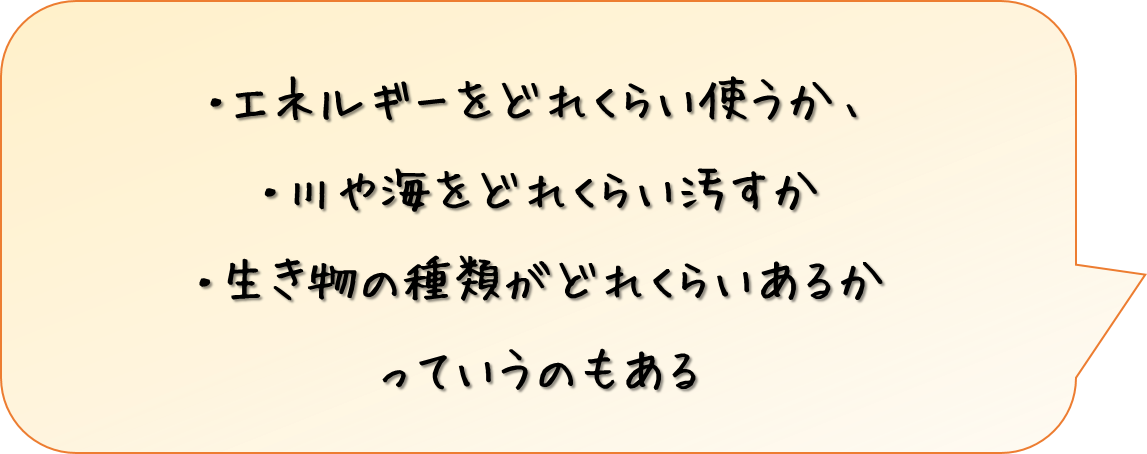 ・エネルギーをどれくらい使うか、
・川や海をどれくらい汚すか
・生き物の種類がどれくらいあるか
っていうのもある